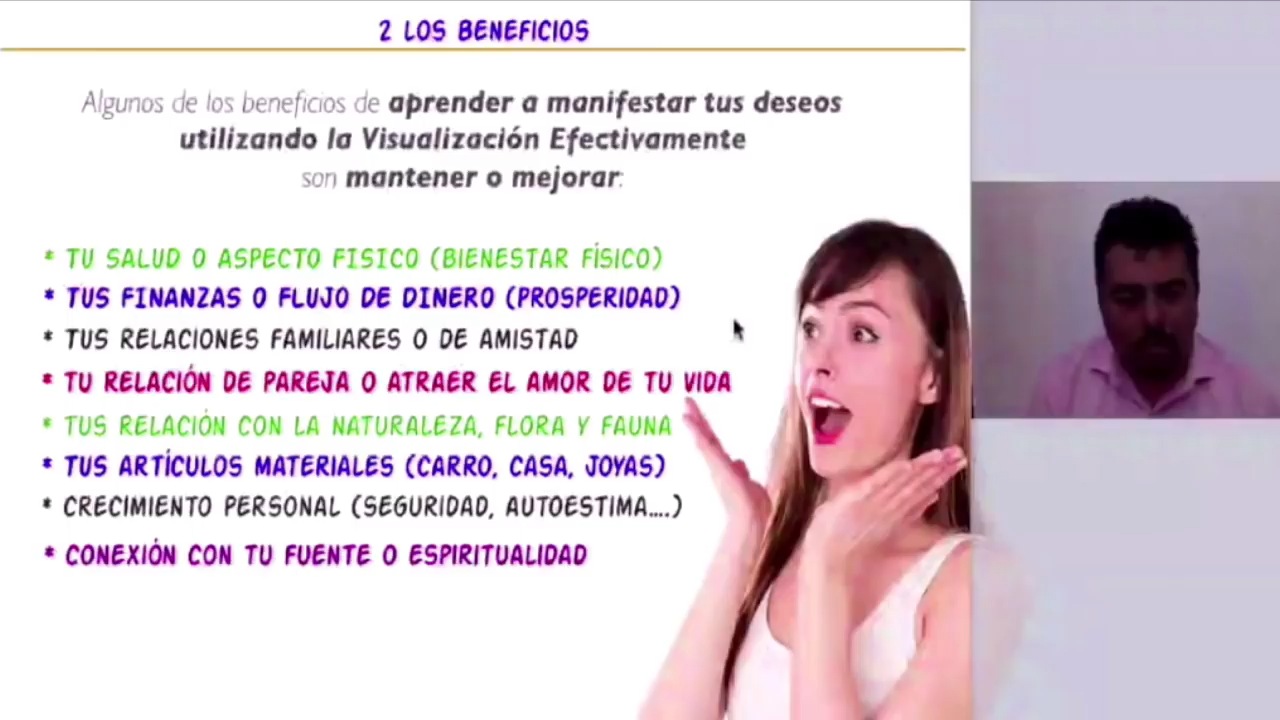 2 LOS BENEFICIOS
Algunos de los beneficios de aprender a manifestar tus deseos
utilizando la Visualización Efectivamente
son mantener o mejorar:
* TU SALUD O ASPECTO FISICO (BIENESTAR FÍSICO)
* TUS FINANZAS O FLUJO DE DINERO (PROSPERIDAD)
* TUS RELACIONES FAMILIARES O DE AMISTAD
* TU RELACIÓN DE PAREJA O ATRAER EL AMOR DE TU VIDA
* TUS RELACIÓN CON LA NATURALEZA, FLORA Y FAUNA
* TUS ARTÍCULOS MATERIALES (CARRO, CASA, JOYAS)
* CRECIMIENTO PERSONAL (SEGURIDAD, AUTOESTIMA....)
* CONEXIÓN CON TU FUENTE O ESPIRITUALIDAD